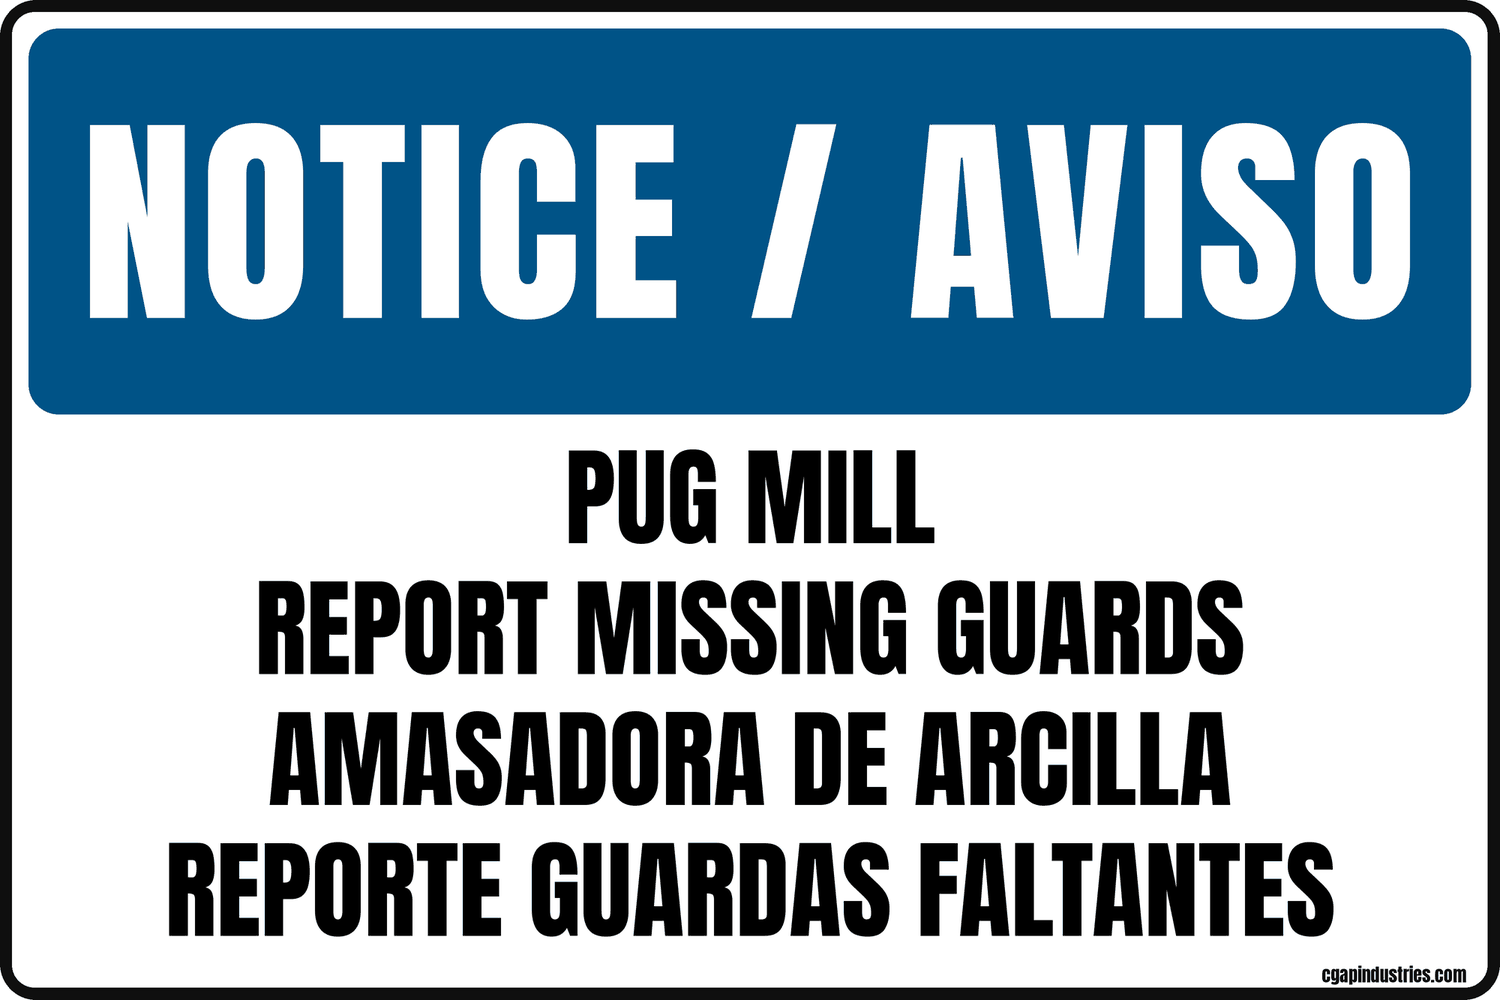 NOTICE / AVISO
PUG MILL
REPORT MISSING GUARDS
AMASADORA DE ARCILLA
REPORTE GUARDAS FALTANTES
cgapindustries.com